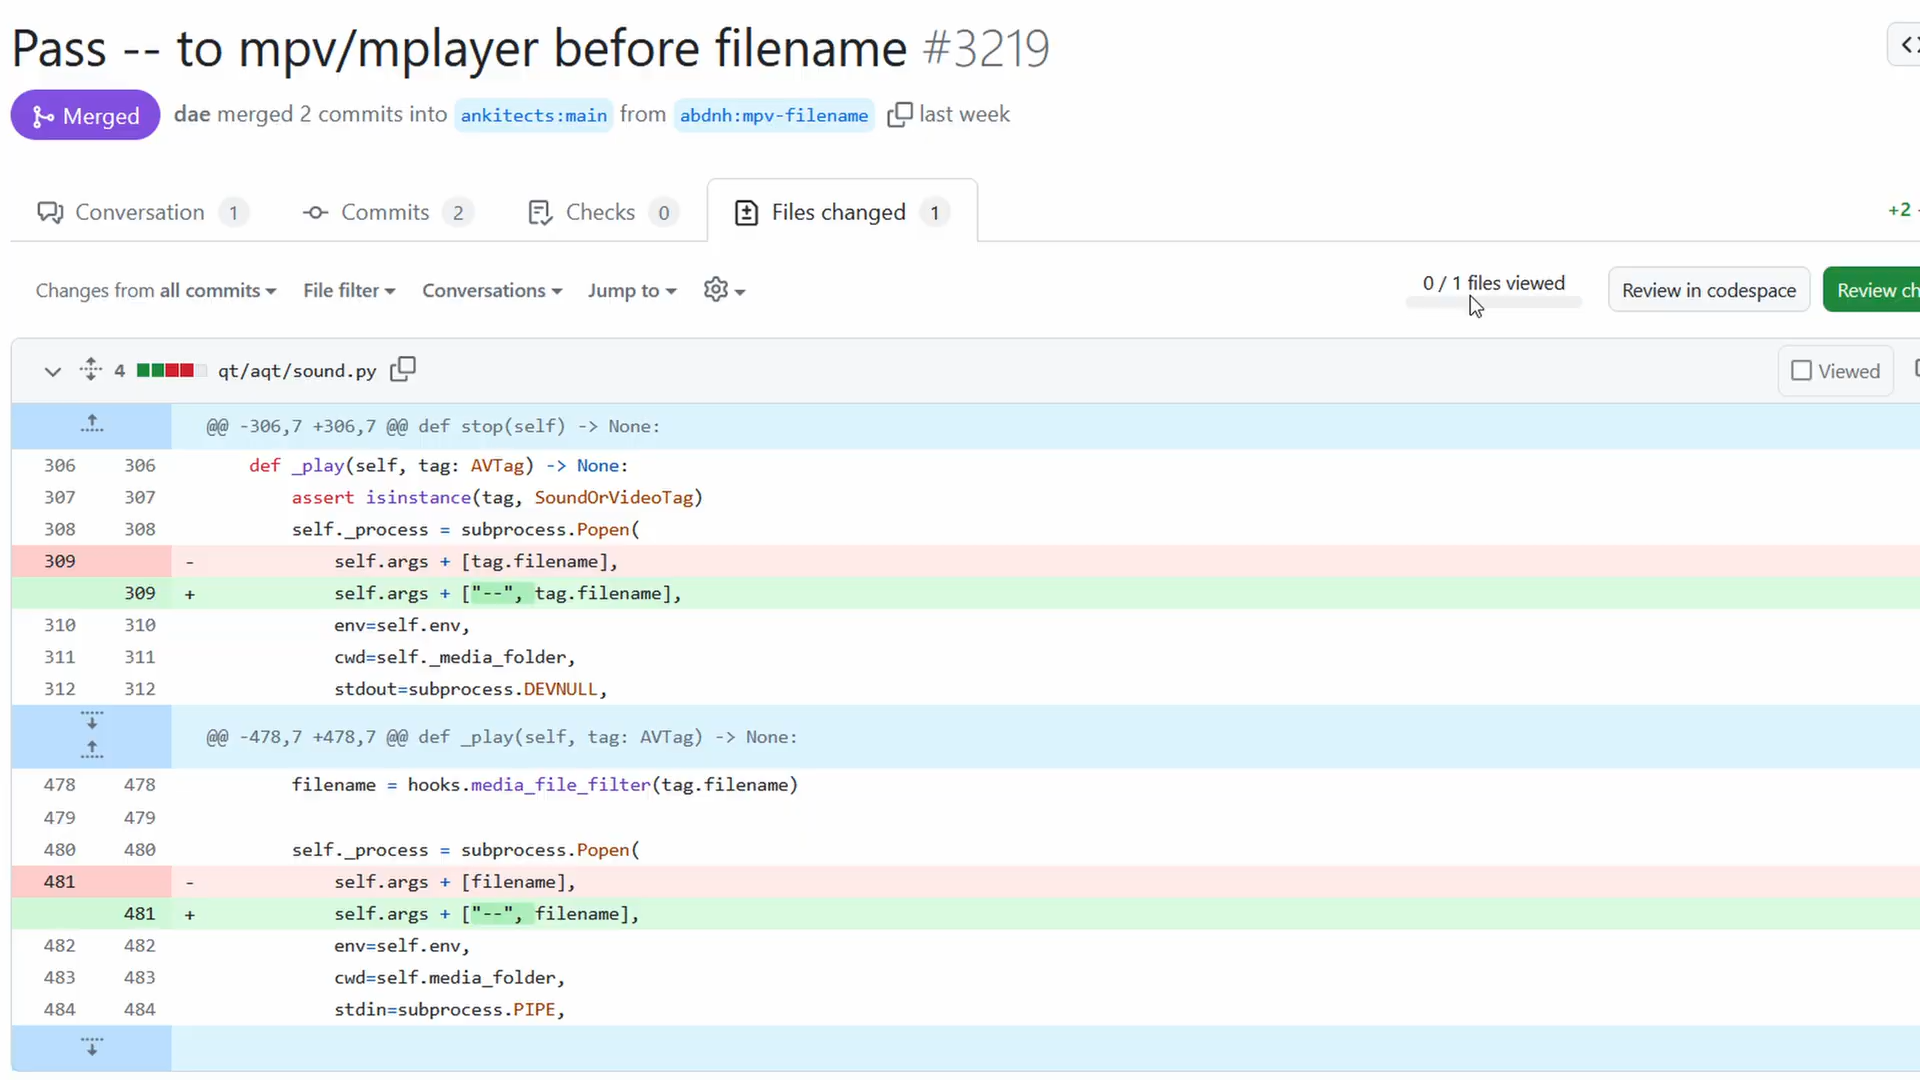 Pass -- to mpv/mplayer before filename #3219
Merged dae merged 2 commits into ankitects:main from abdnh:mpv-filename last week
Conversation 1 Commits 2 Checks 0 Files changed 1 +2
Changes from all commits File filter Conversations Jump to 0 / 1 files viewed Review in codespace Review ch
4 qt/aqt/sound.py Viewed
@@ -306,7 +306,7 @@ def stop(self) -> None:
306 306 def _play(self, tag: AVTag) -> None:
307 307 assert isinstance(tag, SoundOrVideoTag)
308 308 self._process = subprocess.Popen(
309 - self.args + [tag.filename],
309 + self.args + ["--", tag.filename],
310 310 env=self.env,
311 311 cwd=self._media_folder,
312 312 stdout=subprocess.DEVNULL,
@@ -478,7 +478,7 @@ def _play(self, tag: AVTag) -> None:
478 478 filename = hooks.media_file_filter(tag.filename)
479 479
480 480 self._process = subprocess.Popen(
481 - self.args + [filename],
481 + self.args + ["--", filename],
482 482 env=self.env,
483 483 cwd=self.media_folder,
484 484 stdin=subprocess.PIPE,